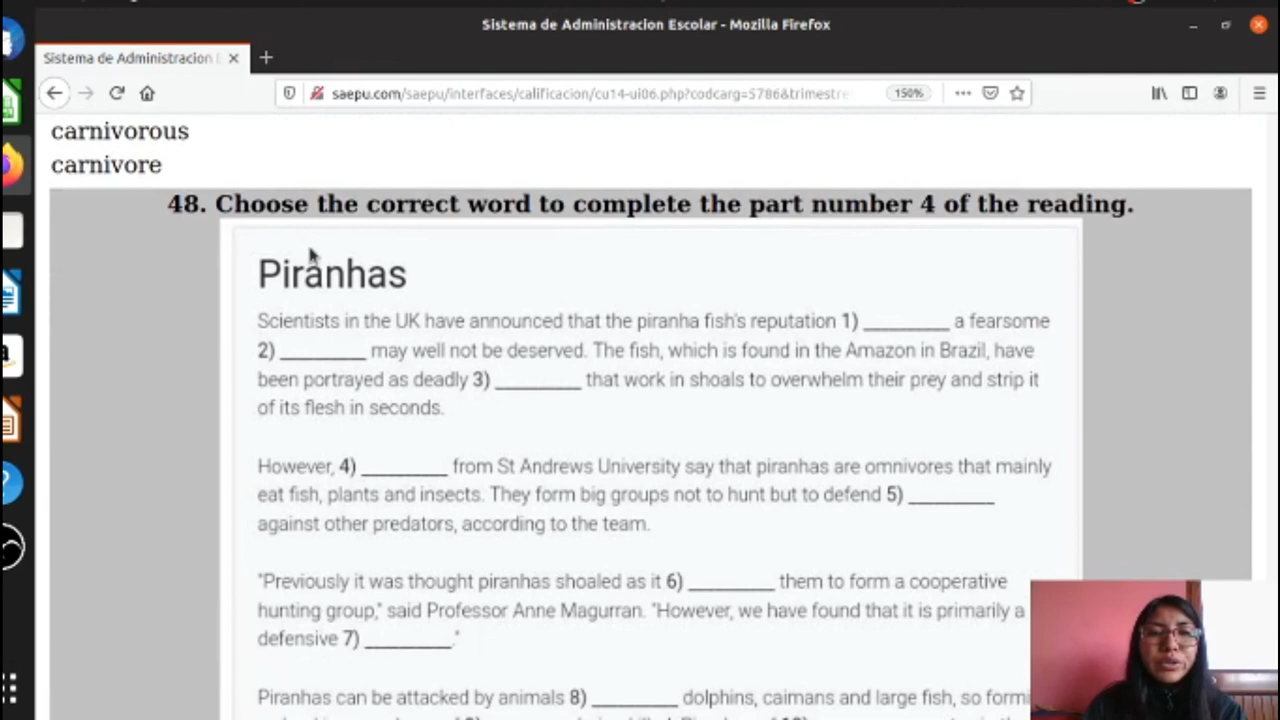 Sistema de Administracion Escolar - Mozilla Firefox
Sistema de Administracion
saepu.com/saepu/interfaces/calificacion/cu14-ui06.php?codcarg=5786&trimestre
150%
carnivorous
carnivore
48. Choose the correct word to complete the part number 4 of the reading.
Piranhas
Scientists in the UK have announced that the piranha fish's reputation 1) _________ a fearsome
2) _________ may well not be deserved. The fish, which is found in the Amazon in Brazil, have
been portrayed as deadly 3) _________ that work in shoals to overwhelm their prey and strip it
of its flesh in seconds.
However, 4) _________ from St Andrews University say that piranhas are omnivores that mainly
eat fish, plants and insects. They form big groups not to hunt but to defend 5) _________
against other predators, according to the team.
"Previously it was thought piranhas shoaled as it 6) _________ them to form a cooperative
hunting group," said Professor Anne Magurran. "However, we have found that it is primarily a
defensive 7) _________."
Piranhas can be attacked by animals 8) _________ dolphins, caimans and large fish, so formi